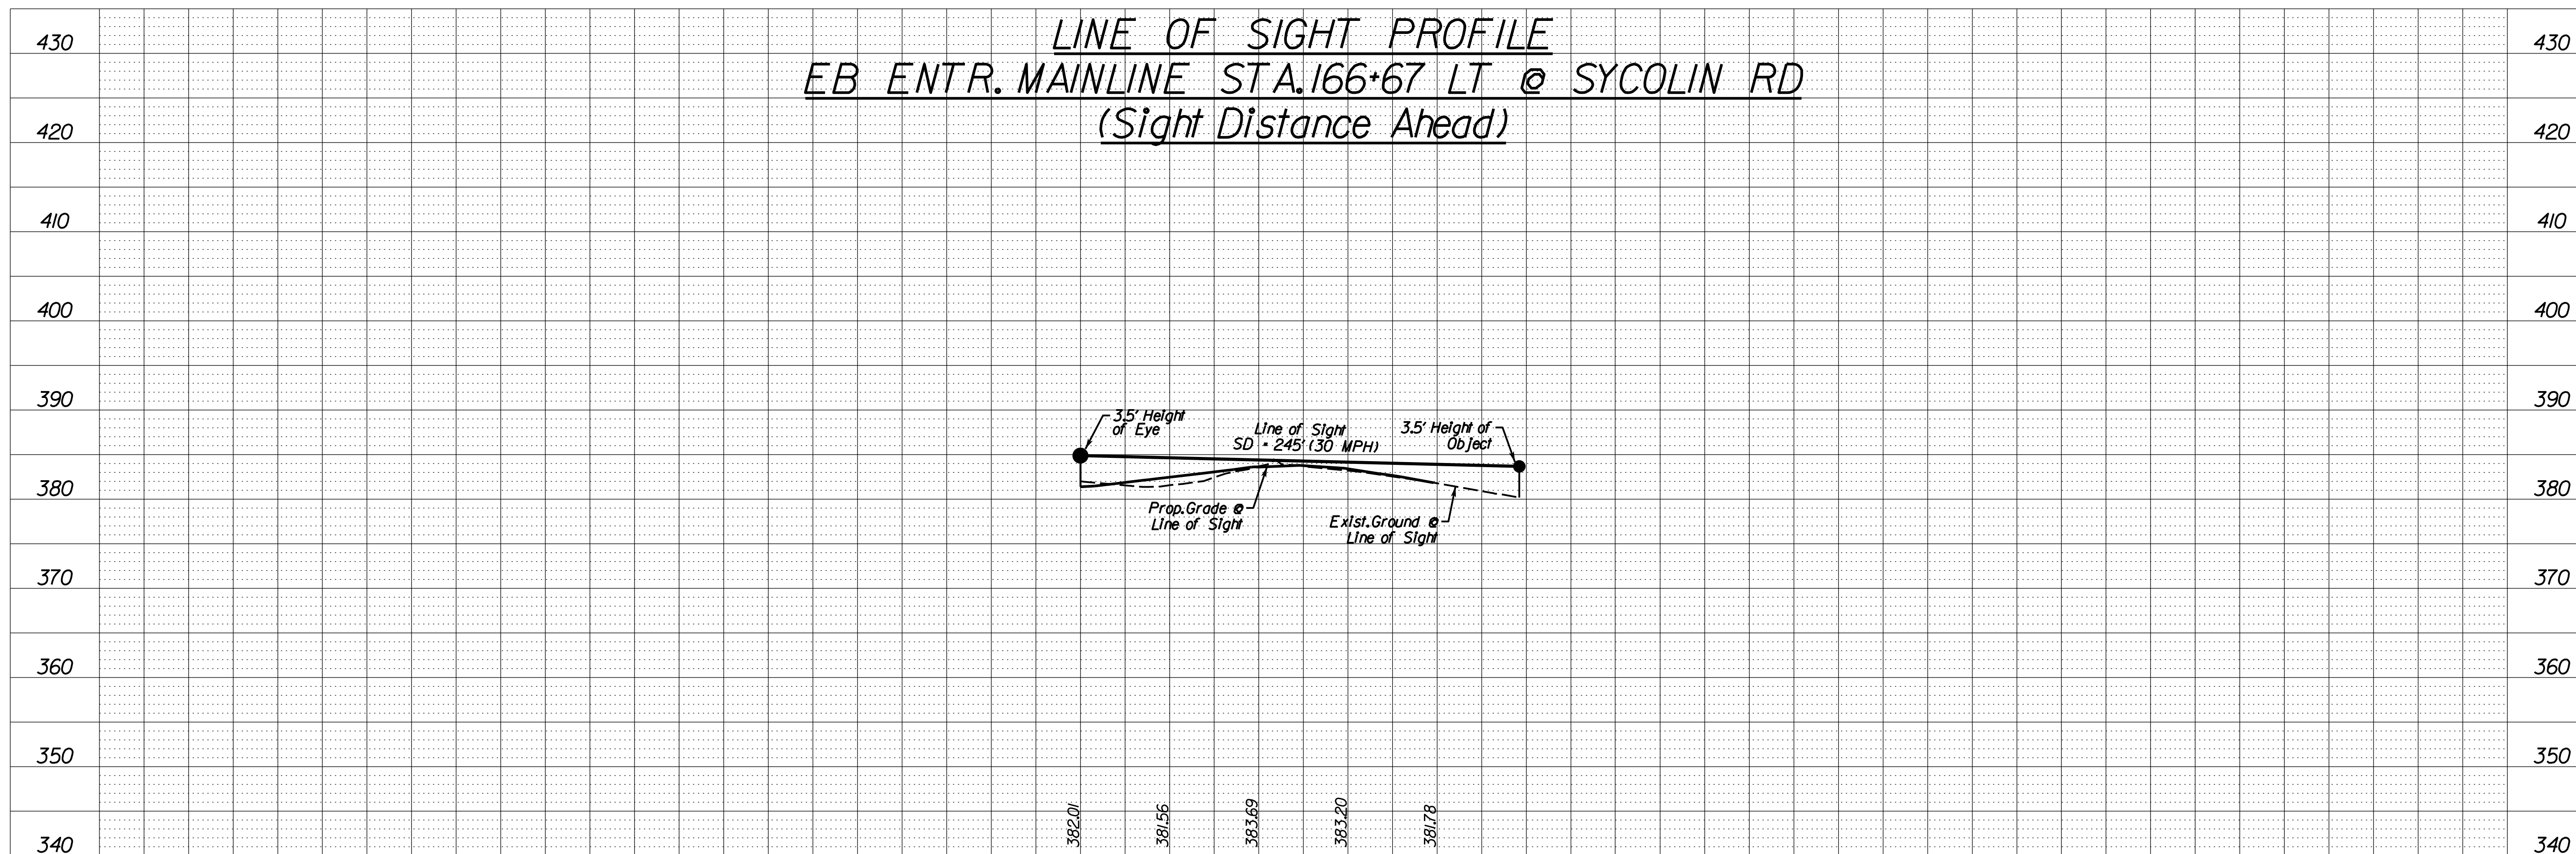 LINE OF SIGHT PROFILE
EB ENTR. MAINLINE STA. 166+67 LT @ SYCOLIN RD
(Sight Distance Ahead)
430 430
420 420
410 410
400 400
390 390
3.5' Height
of Eye
Line of Sight
SD = 245' (30 MPH)
3.5' Height of
Object
380 380
Prop. Grade @
Line of Sight
Exist. Ground @
Line of Sight
370 370
360 360
350 350
340 340
382.01
381.56
383.69
383.20
381.78